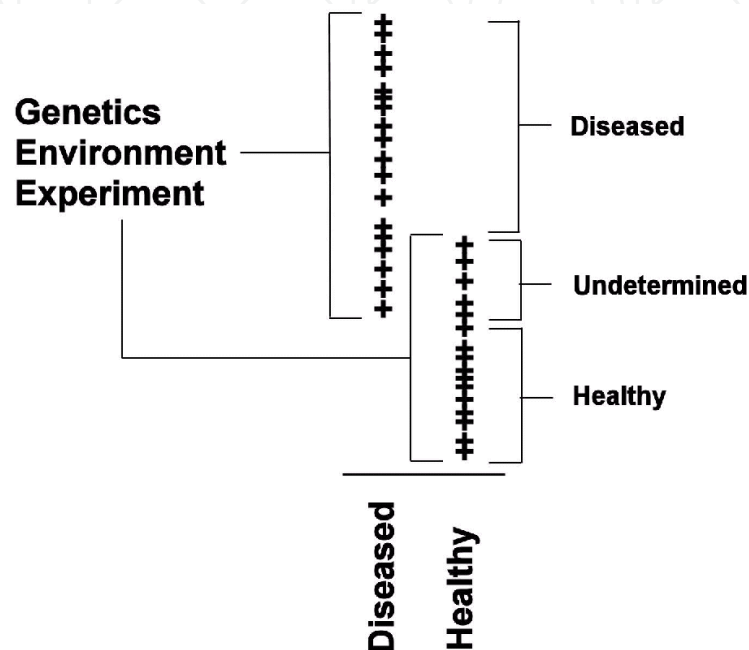 Genetics
Environment
Experiment
Diseased
Undetermined
Healthy
Diseased
Healthy